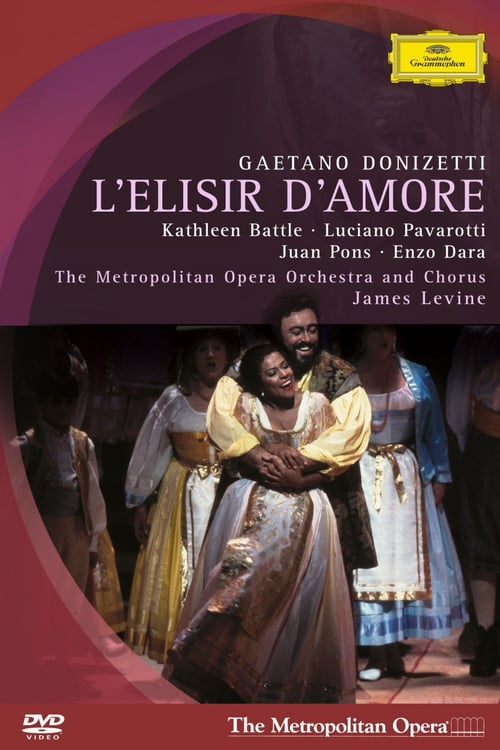 Deutsche
Grammophon
GAETANO DONIZETTI
L'ELISIR D'AMORE
Kathleen Battle · Luciano Pavarotti
Juan Pons · Enzo Dara
The Metropolitan Opera Orchestra and Chorus
James Levine
DVD
VIDEO
The Metropolitan Opera